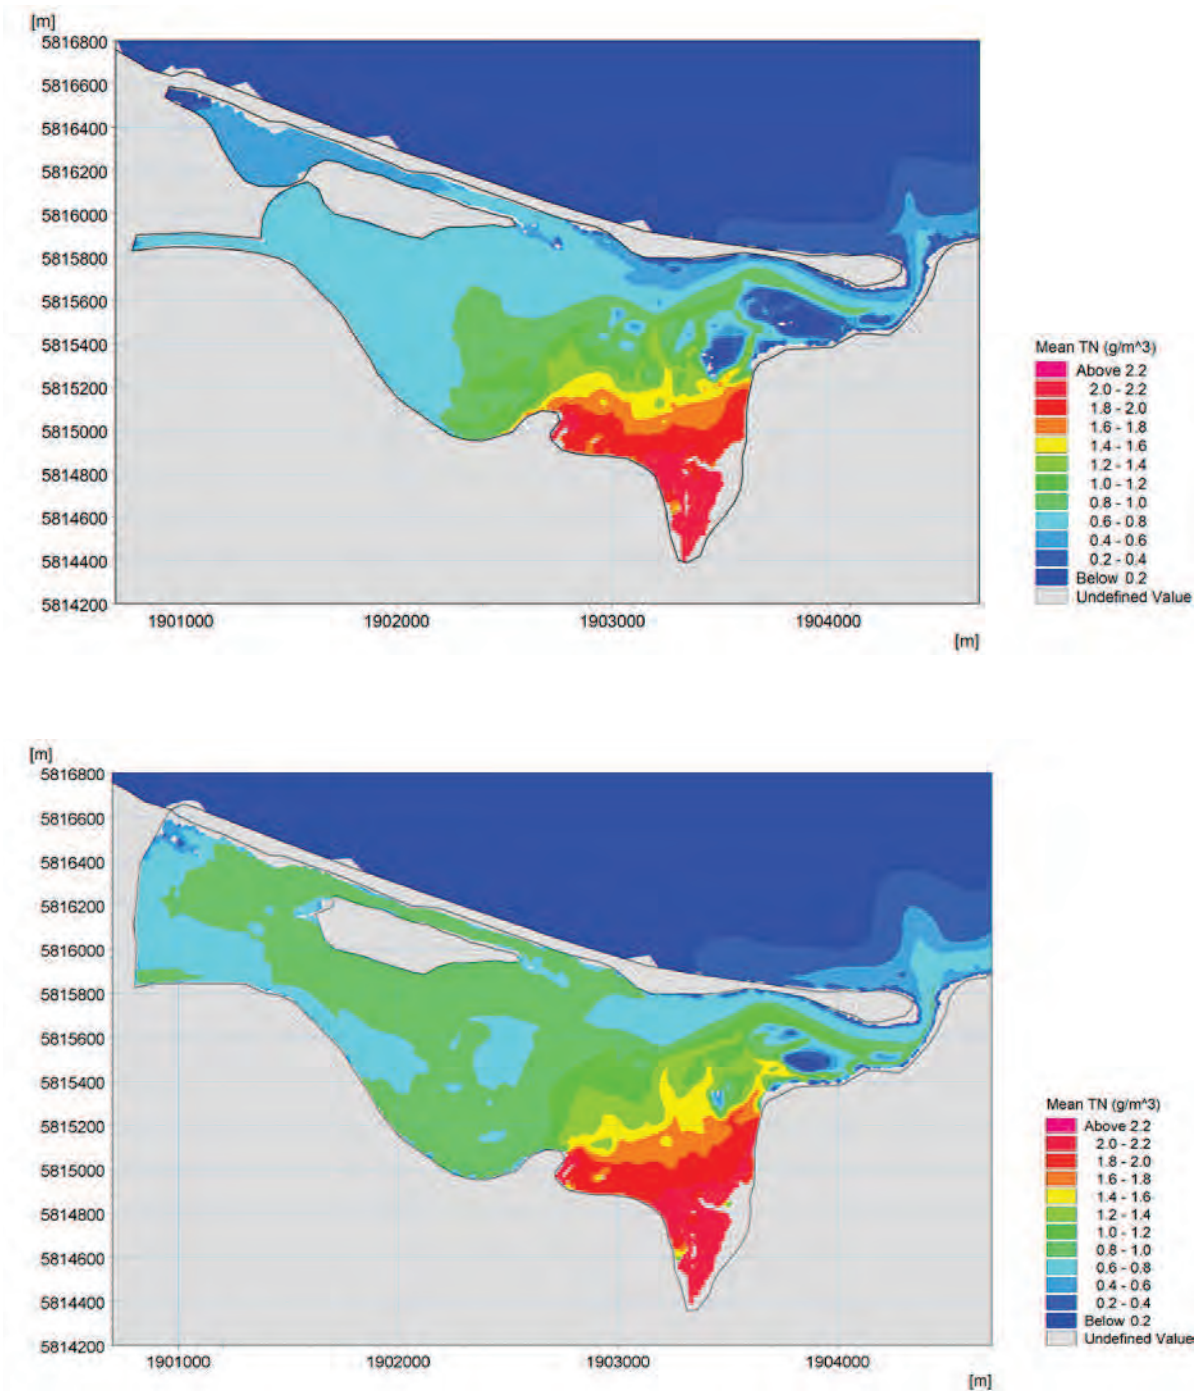 [m]
5816800
5816600
5816400
5816200
5816000
5815800
5815600
5815400
5815200
5815000
5814800
5814600
5814400
5814200
1901000 1902000 1903000 1904000
[m]
Mean TN (g/m^3)
Above 2.2
2.0 - 2.2
1.8 - 2.0
1.6 - 1.8
1.4 - 1.6
1.2 - 1.4
1.0 - 1.2
0.8 - 1.0
0.6 - 0.8
0.4 - 0.6
0.2 - 0.4
Below 0.2
Undefined Value
[m]
5816800
5816600
5816400
5816200
5816000
5815800
5815600
5815400
5815200
5815000
5814800
5814600
5814400
5814200
1901000 1902000 1903000 1904000
[m]
Mean TN (g/m^3)
Above 2.2
2.0 - 2.2
1.8 - 2.0
1.6 - 1.8
1.4 - 1.6
1.2 - 1.4
1.0 - 1.2
0.8 - 1.0
0.6 - 0.8
0.4 - 0.6
0.2 - 0.4
Below 0.2
Undefined Value